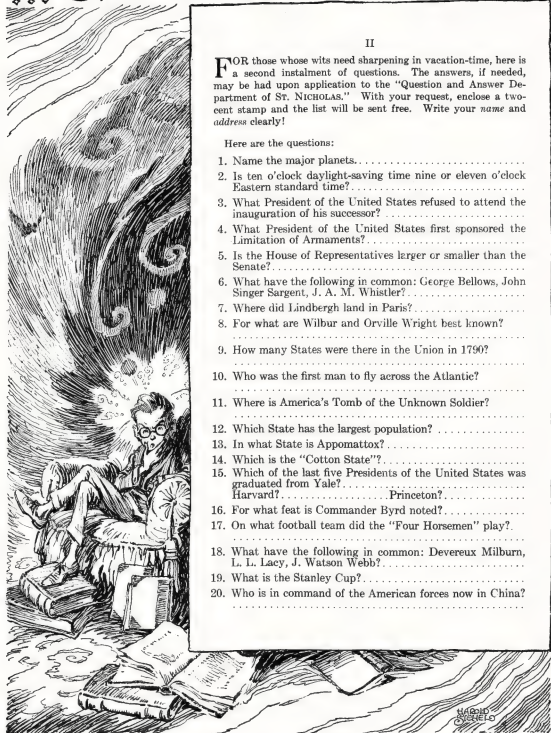 II
FOR those whose wits need sharpening in vacation-time, here is
a second instalment of questions. The answers, if needed,
may be had upon application to the "Question and Answer De-
partment of ST. NICHOLAS." With your request, enclose a two-
cent stamp and the list will be sent free. Write your name and
address clearly!
Here are the questions:
1. Name the major planets.
2. Is ten o'clock daylight-saving time nine or eleven o'clock
Eastern standard time?
3. What President of the United States refused to attend the
inauguration of his successor?
4. What President of the United States first sponsored the
Limitation of Armaments?
5. Is the House of Representatives larger or smaller than the
Senate?
6. What have the following in common: George Bellows, John
Singer Sargent, J. A. M. Whistler?
7. Where did Lindbergh land in Paris?
8. For what are Wilbur and Orville Wright best known?
9. How many States were there in the Union in 1790?
10. Who was the first man to fly across the Atlantic?
11. Where is America's Tomb of the Unknown Soldier?
12. Which State has the largest population?
13. In what State is Appomattox?
14. Which is the "Cotton State"?
15. Which of the last five Presidents of the United States was
graduated from Yale?
Harvard? Princeton?
16. For what feat is Commander Byrd noted?
17. On what football team did the "Four Horsemen" play?
18. What have the following in common: Devereux Milburn,
L. L. Lacy, J. Watson Webb?
19. What is the Stanley Cup?
20. Who is in command of the American forces now in China?
HAROLD